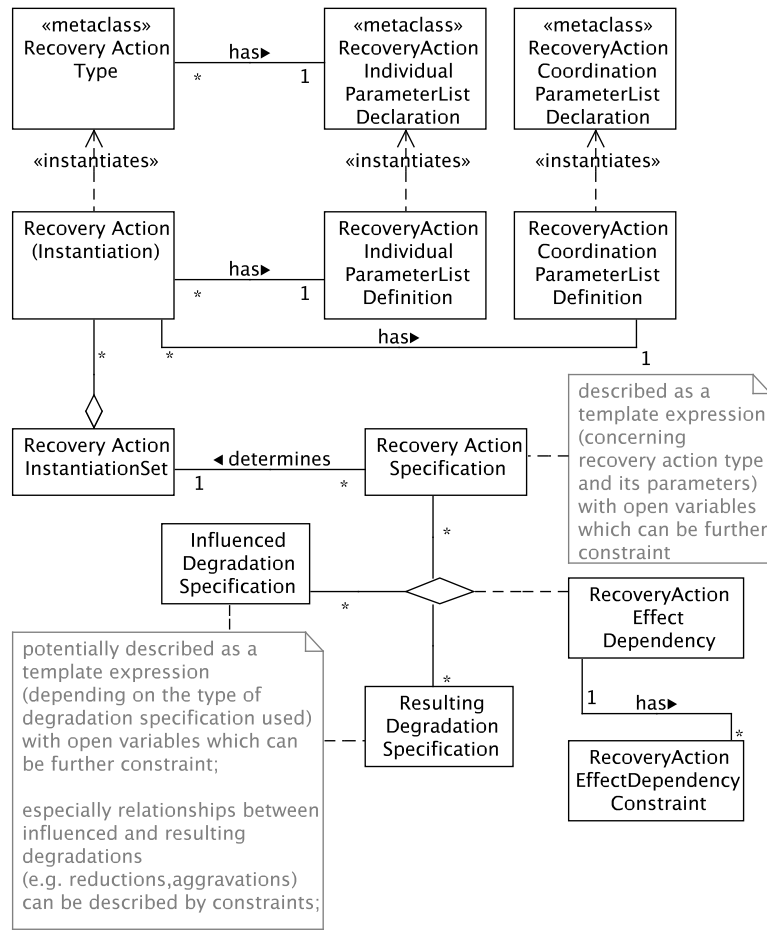 «metaclass»
Recovery Action
Type
has▶
*
1
«metaclass»
RecoveryAction
Individual
ParameterList
Declaration
«metaclass»
RecoveryAction
Coordination
ParameterList
Declaration
«instantiates»
«instantiates»
«instantiates»
Recovery Action
(Instantiation)
has▶
*
1
RecoveryAction
Individual
ParameterList
Definition
RecoveryAction
Coordination
ParameterList
Definition
has▶
*
1
*
Recovery Action
InstantiationSet
◀ determines
1
*
Recovery Action
Specification
described as a
template expression
(concerning
recovery action type
and its parameters)
with open variables
which can be further
constraint
*
Influenced
Degradation
Specification
*
RecoveryAction
Effect
Dependency
potentially described as a
template expression
(depending on the type of
degradation specification used)
with open variables which can
be further constraint;
especially relationships between
influenced and resulting
degradations
(e.g. reductions,aggravations)
can be described by constraints;
*
Resulting
Degradation
Specification
1
has▶
*
RecoveryAction
EffectDependency
Constraint